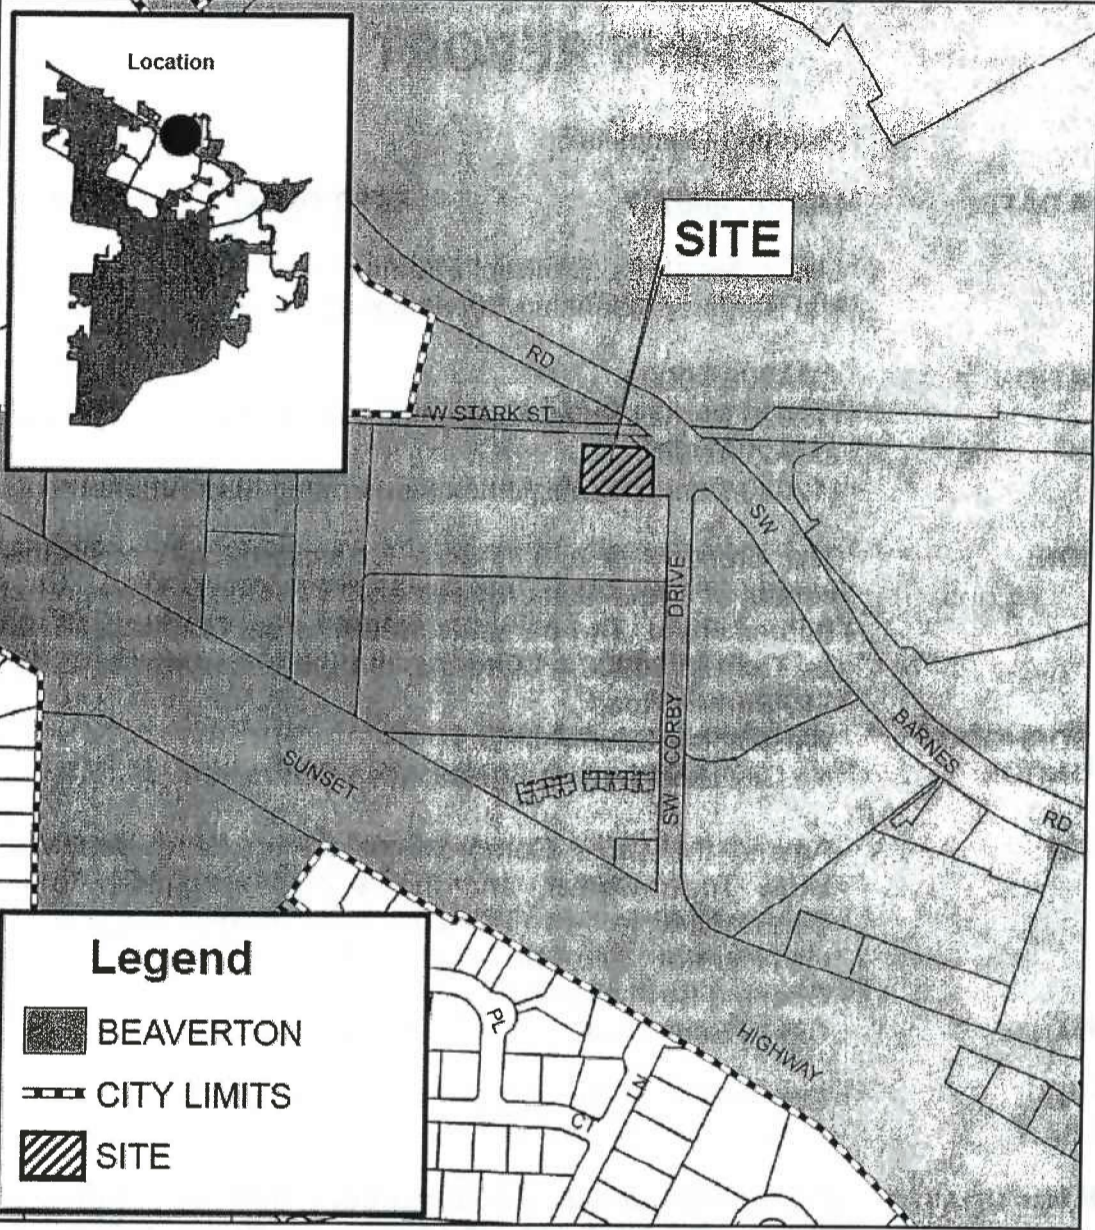 Location
SITE
RD
W STARK ST
SW
DRIVE
CORBY
SW
BARNES
RD
SUNSET
HIGHWAY
PL
LN
CT
Legend
BEAVERTON
CITY LIMITS
SITE